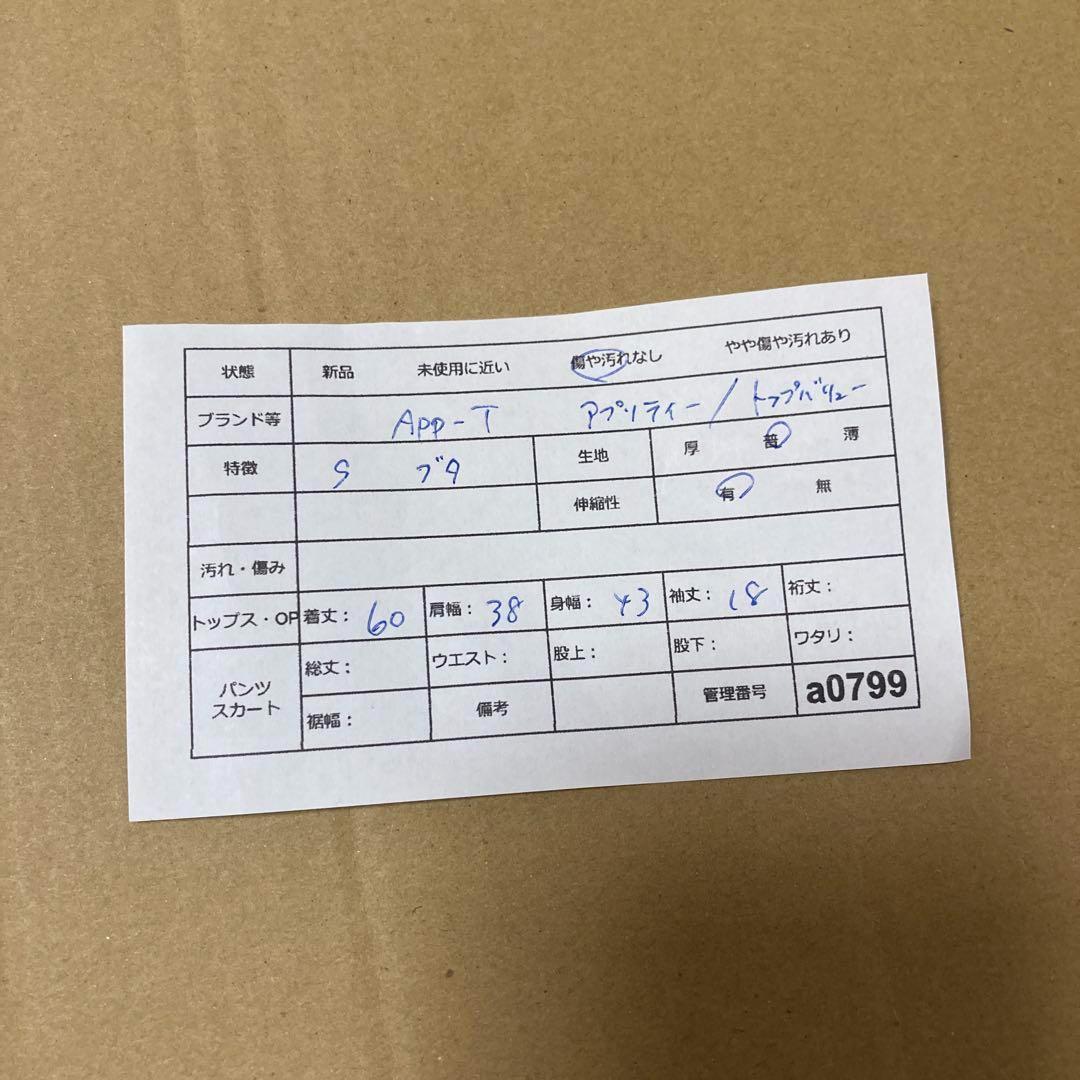 状態 新品 未使用に近い 傷や汚れなし やや傷や汚れあり
ブランド等 App-T アプリティー/トップバリュー
特徴 S ブタ 生地 厚 普 薄
伸縮性 有 無
汚れ・傷み
トップス・OP 着丈: 60 肩幅: 38 身幅: 43 袖丈: 18 裄丈:
パンツ スカート 総丈: ウエスト: 股上: 股下: ワタリ:
裾幅: 備考 管理番号 a0799